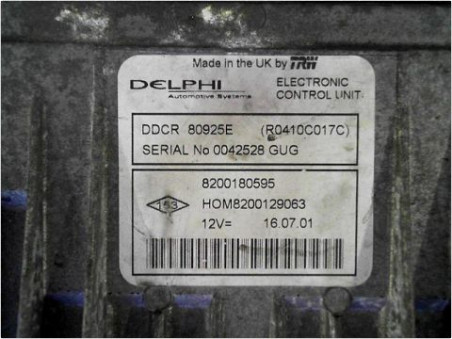 Made in the UK by TRW
DELPHI
Automotive Systems
ELECTRONIC
CONTROL UNIT
DDCR 80925E (R0410C017C)
SERIAL No 0042528 GUG
8200180595
153
HOM8200129063
12V= 16.07.01